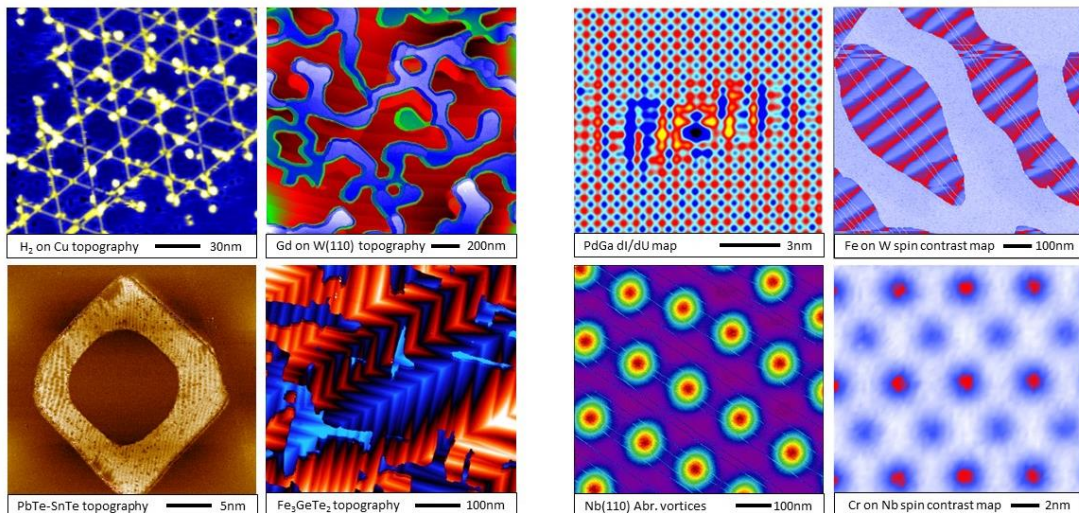 H₂ on Cu topography 30nm
Gd on W(110) topography 200nm
PdGa dI/dU map 3nm
Fe on W spin contrast map 100nm
PbTe-SnTe topography 5nm
Fe₃GeTe₂ topography 100nm
Nb(110) Abr. vortices 100nm
Cr on Nb spin contrast map 2nm